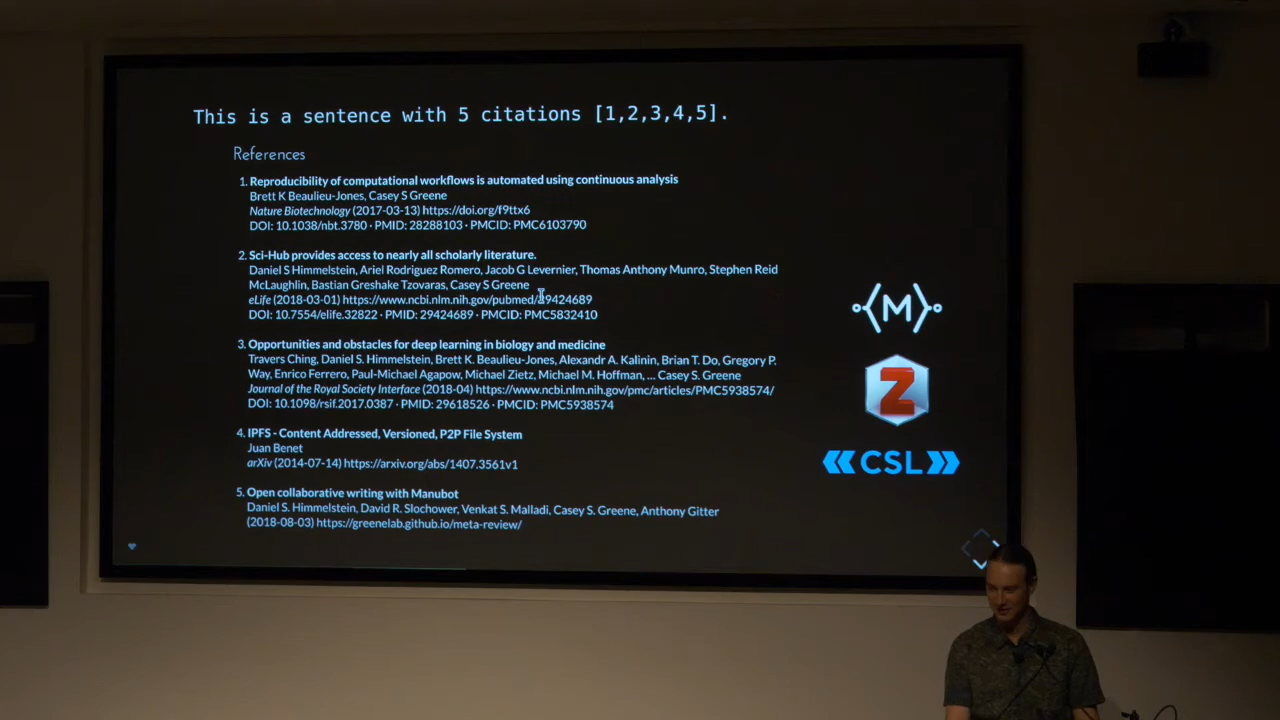 This is a sentence with 5 citations [1,2,3,4,5].
References
1. Reproducibility of computational workflows is automated using continuous analysis
Brett K Beaulieu-Jones, Casey S Greene
Nature Biotechnology (2017-03-13) https://doi.org/f9ttx6
DOI: 10.1038/nbt.3780 · PMID: 28288103 · PMCID: PMC6103790
2. Sci-Hub provides access to nearly all scholarly literature.
Daniel S Himmelstein, Ariel Rodriguez Romero, Jacob G Levernier, Thomas Anthony Munro, Stephen Reid
McLaughlin, Bastian Greshake Tzovaras, Casey S Greene
eLife (2018-03-01) https://www.ncbi.nlm.nih.gov/pubmed/29424689
DOI: 10.7554/elife.32822 · PMID: 29424689 · PMCID: PMC5832410
3. Opportunities and obstacles for deep learning in biology and medicine
Travers Ching, Daniel S. Himmelstein, Brett K. Beaulieu-Jones, Alexandr A. Kalinin, Brian T. Do, Gregory P.
Way, Enrico Ferrero, Paul-Michael Agapow, Michael Zietz, Michael M. Hoffman, ... Casey S. Greene
Journal of the Royal Society Interface (2018-04) https://www.ncbi.nlm.nih.gov/pmc/articles/PMC5938574/
DOI: 10.1098/rsif.2017.0387 · PMID: 29618526 · PMCID: PMC5938574
4. IPFS - Content Addressed, Versioned, P2P File System
Juan Benet
arXiv (2014-07-14) https://arxiv.org/abs/1407.3561v1
5. Open collaborative writing with Manubot
Daniel S. Himmelstein, David R. Slochower, Venkat S. Malladi, Casey S. Greene, Anthony Gitter
(2018-08-03) https://greenelab.github.io/meta-review/
M
Z
CSL